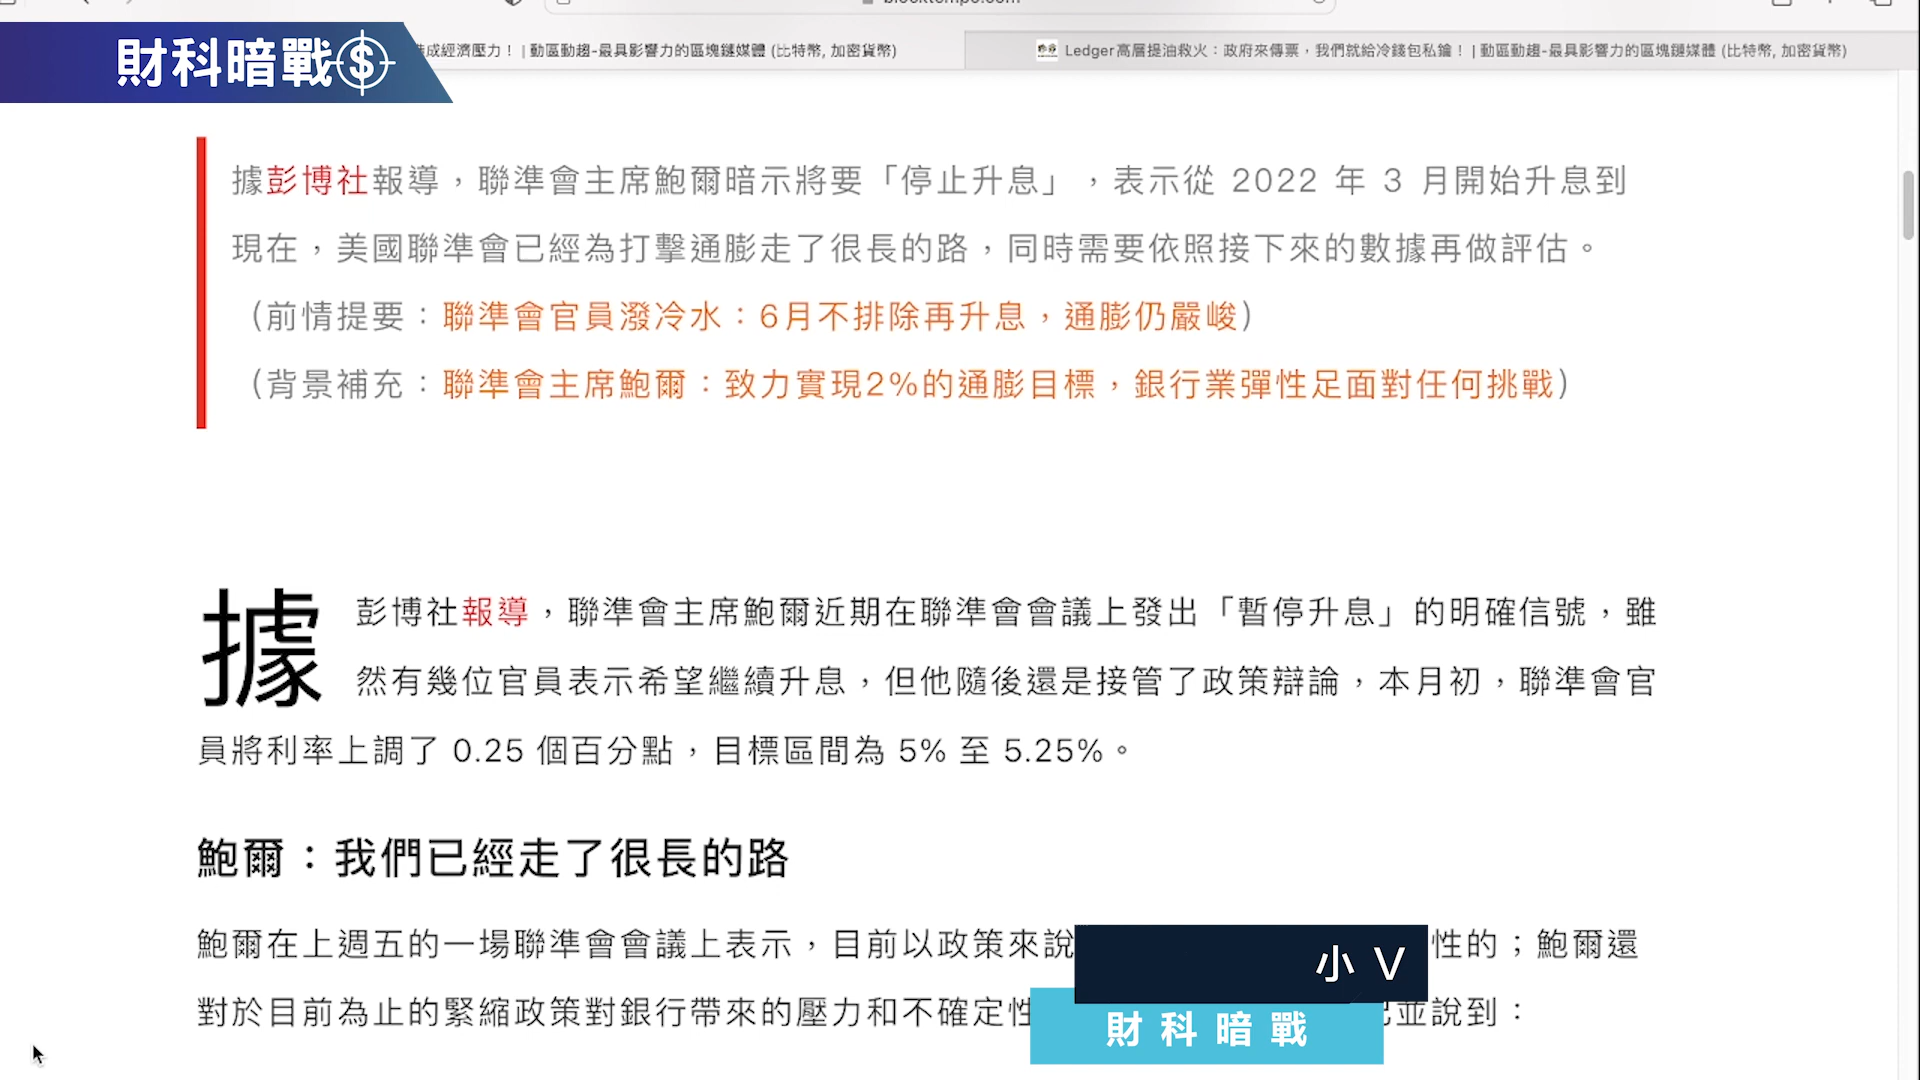 財科暗戰
造成經濟壓力！ | 動區動趨-最具影響力的區塊鏈媒體 (比特幣, 加密貨幣)
Ledger高層提油救火：政府來傳票，我們就給冷錢包私鑰！ | 動區動趨-最具影響力的區塊鏈媒體 (比特幣, 加密貨幣)
據彭博社報導，聯準會主席鮑爾暗示將要「停止升息」，表示從 2022 年 3 月開始升息到
現在，美國聯準會已經為打擊通膨走了很長的路，同時需要依照接下來的數據再做評估。
（前情提要：聯準會官員潑冷水：6月不排除再升息，通膨仍嚴峻）
（背景補充：聯準會主席鮑爾：致力實現2%的通膨目標，銀行業彈性足面對任何挑戰）
據彭博社報導，聯準會主席鮑爾近期在聯準會會議上發出「暫停升息」的明確信號，雖
然有幾位官員表示希望繼續升息，但他隨後還是接管了政策辯論，本月初，聯準會官
員將利率上調了 0.25 個百分點，目標區間為 5% 至 5.25%。
鮑爾：我們已經走了很長的路
鮑爾在上週五的一場聯準會會議上表示，目前以政策來說
性的；鮑爾還
對於目前為止的緊縮政策對銀行帶來的壓力和不確定性
並說到：
小 V
財科暗戰